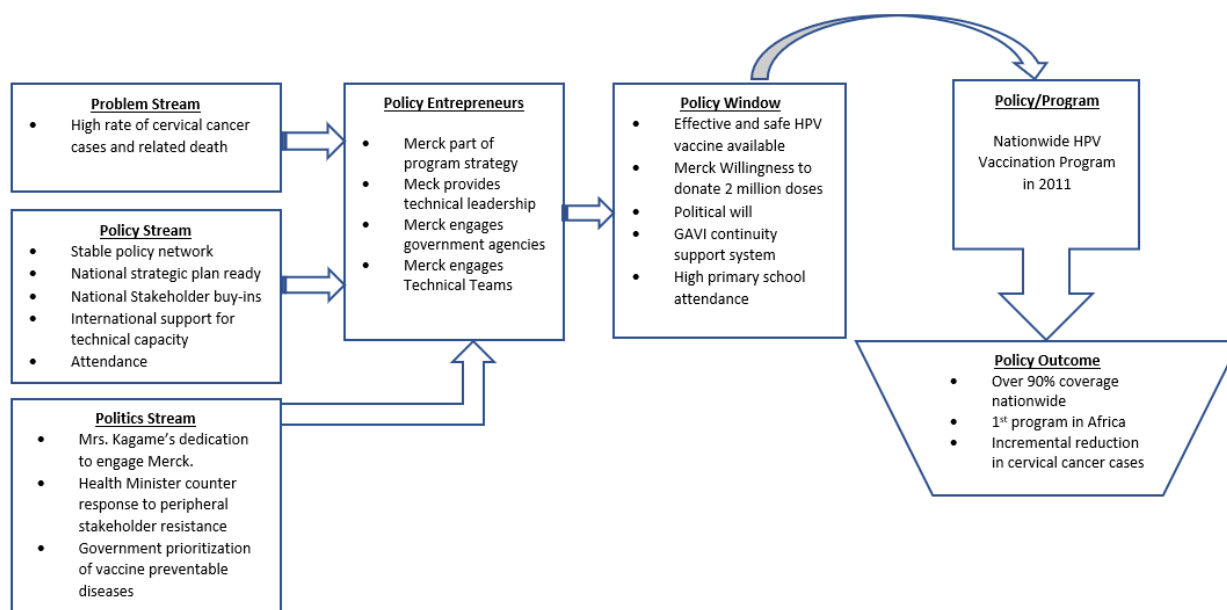 Problem Stream
• High rate of cervical cancer
cases and related death
Policy Stream
• Stable policy network
• National strategic plan ready
• National Stakeholder buy-ins
• International support for
technical capacity
• Attendance
Politics Stream
• Mrs. Kagame’s dedication
to engage Merck.
• Health Minister counter
response to peripheral
stakeholder resistance
• Government prioritization
of vaccine preventable
diseases
Policy Entrepreneurs
• Merck part of
program strategy
• Meck provides
technical leadership
• Merck engages
government agencies
• Merck engages
Technical Teams
Policy Window
• Effective and safe HPV
vaccine available
• Merck Willingness to
donate 2 million doses
• Political will
• GAVI continuity
support system
• High primary school
attendance
Policy/Program
Nationwide HPV
Vaccination Program
in 2011
Policy Outcome
• Over 90% coverage
nationwide
• 1st program in Africa
• Incremental reduction
in cervical cancer cases